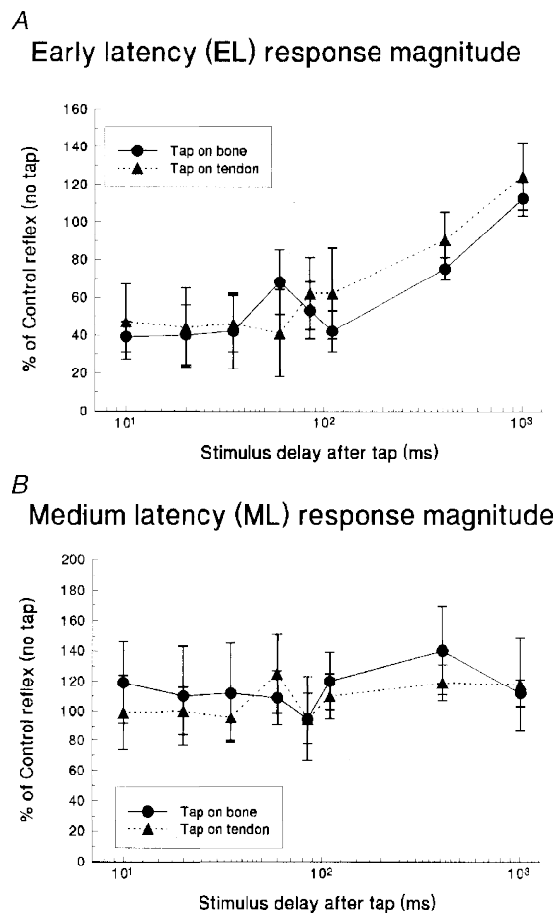 A
Early latency (EL) response magnitude
160
140
120
100
80
60
40
20
0
% of Control reflex (no tap)
Tap on bone
Tap on tendon
10¹ 10² 10³
Stimulus delay after tap (ms)
B
Medium latency (ML) response magnitude
200
180
160
140
120
100
80
60
40
20
0
% of Control reflex (no tap)
Tap on bone
Tap on tendon
10¹ 10² 10³
Stimulus delay after tap (ms)